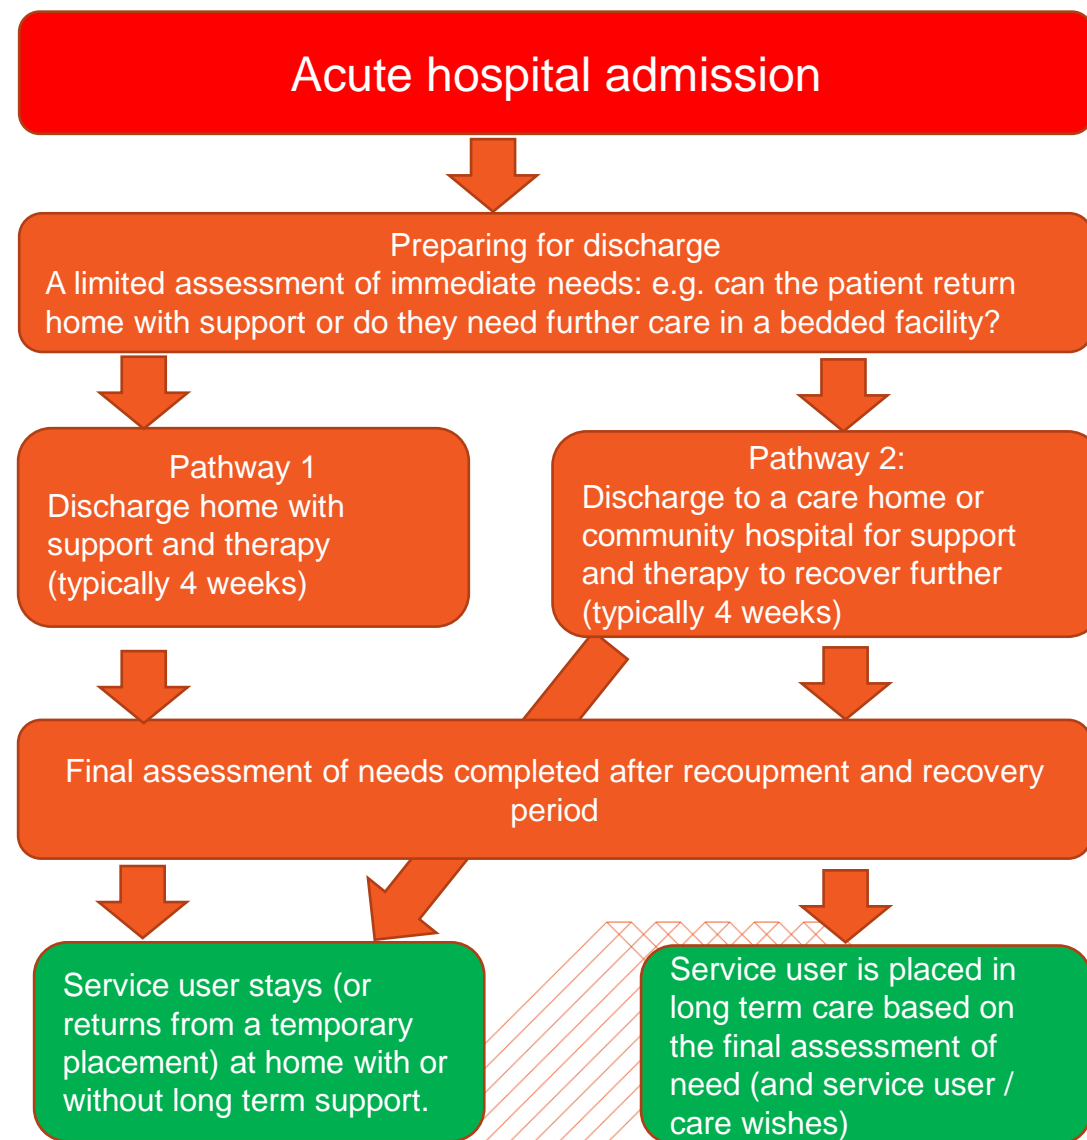 Acute hospital admission
Preparing for discharge
A limited assessment of immediate needs: e.g. can the patient return
home with support or do they need further care in a bedded facility?
Pathway 1
Discharge home with
support and therapy
(typically 4 weeks)
Pathway 2:
Discharge to a care home or
community hospital for support
and therapy to recover further
(typically 4 weeks)
Final assessment of needs completed after recoupment and recovery
period
Service user stays (or
returns from a temporary
placement) at home with or
without long term support.
Service user is placed in
long term care based on
the final assessment of
need (and service user /
care wishes)